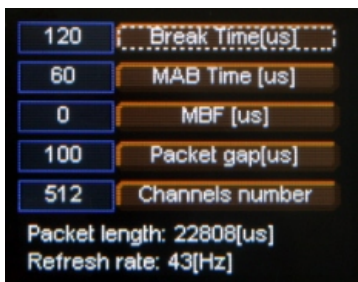 120 Break Time[us]
60 MAB Time [us]
0 MBF [us]
100 Packet gap[us]
512 Channels number
Packet length: 22808[us]
Refresh rate: 43[Hz]